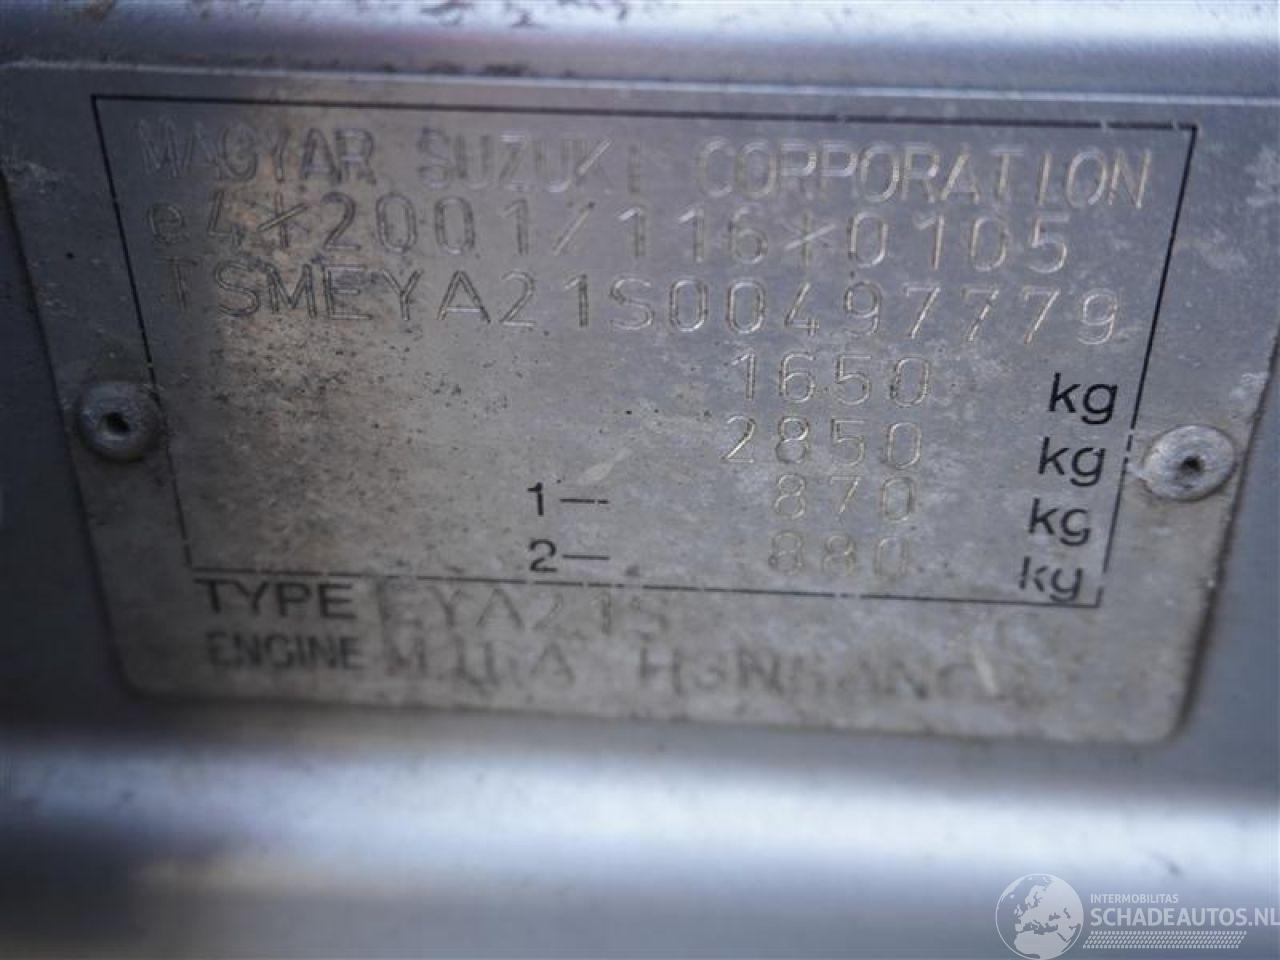 MAGYAR SUZUKI CORPORATION
e4*2001/116*0105
TSMEYA21S00497779
1650 kg
2850 kg
1— 870 kg
2— 880 kg
TYPE EYA21S
ENGINE M16A
INTERMOBILITAS
SCHADEAUTOS.NL